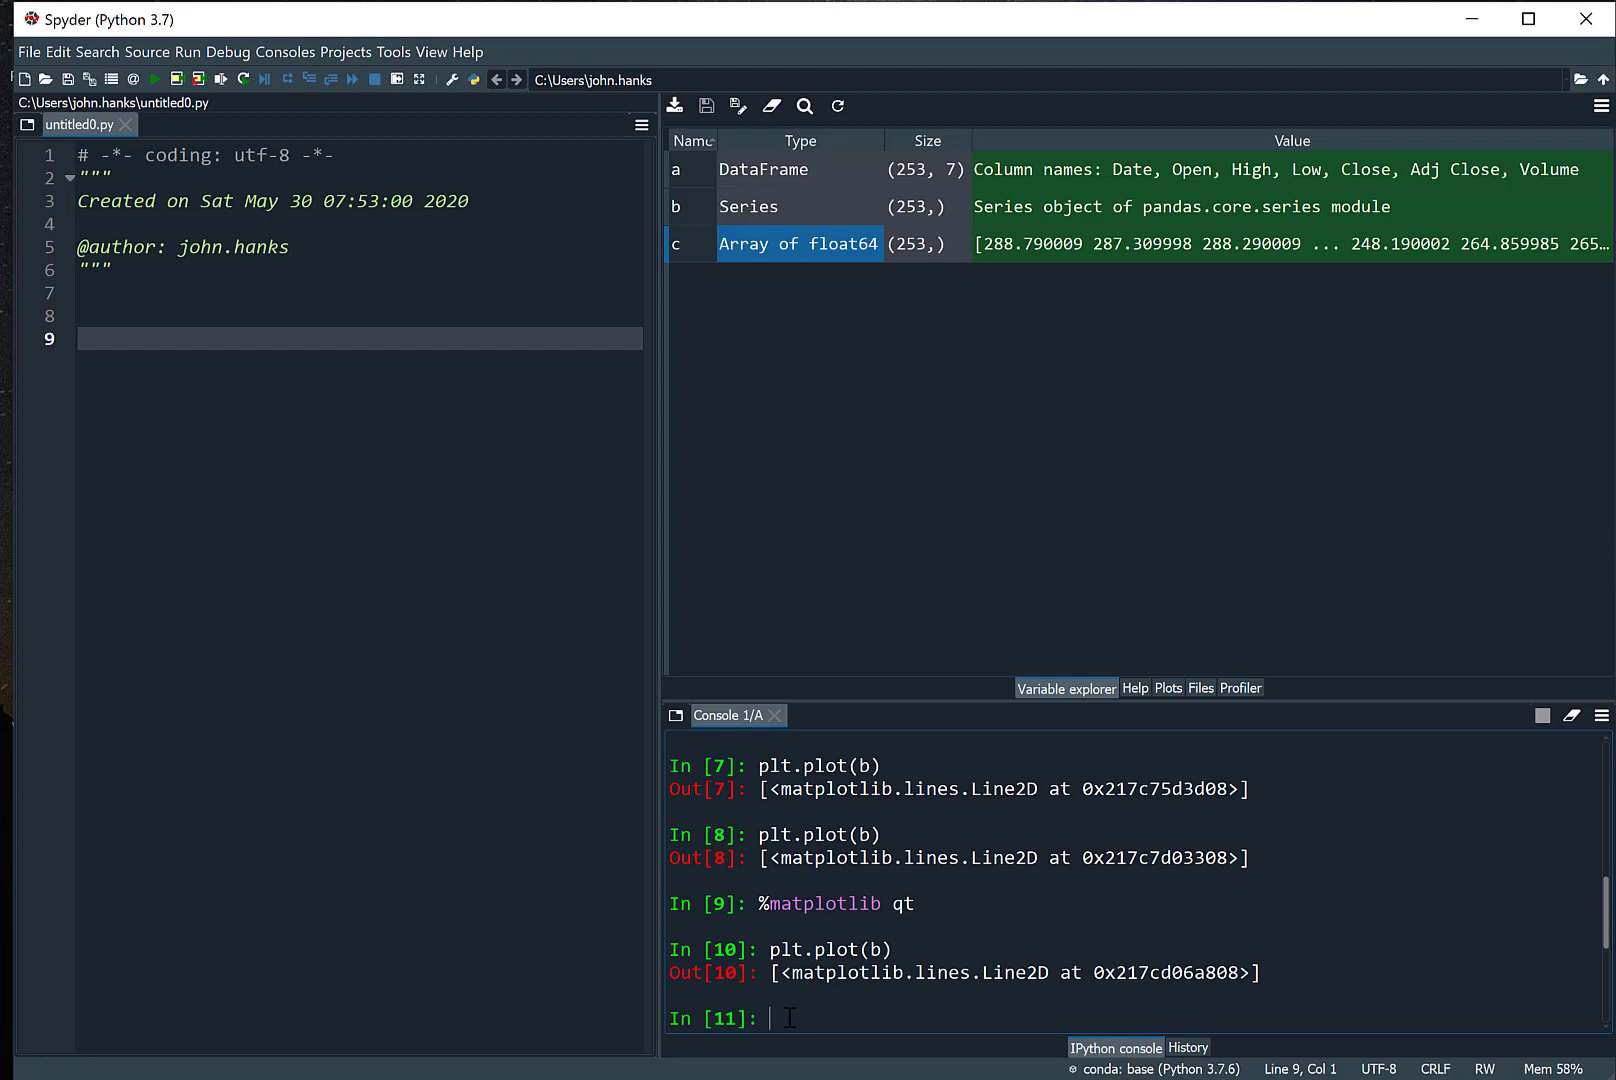 Spyder (Python 3.7)
File Edit Search Source Run Debug Consoles Projects Tools View Help
C:\Users\john.hanks
C:\Users\john.hanks\untitled0.py
untitled0.py
1 # -*- coding: utf-8 -*-
2 """
3 Created on Sat May 30 07:53:00 2020
4
5 @author: john.hanks
6 """
7
8
9
Name Type Size Value
a DataFrame (253, 7) Column names: Date, Open, High, Low, Close, Adj Close, Volume
b Series (253,) Series object of pandas.core.series module
c Array of float64 (253,) [288.790009 287.309998 288.290009 ... 248.190002 264.859985 265…
Variable explorer Help Plots Files Profiler
Console 1/A
In [7]: plt.plot(b)
Out[7]: [<matplotlib.lines.Line2D at 0x217c75d3d08>]
In [8]: plt.plot(b)
Out[8]: [<matplotlib.lines.Line2D at 0x217c7d03308>]
In [9]: %matplotlib qt
In [10]: plt.plot(b)
Out[10]: [<matplotlib.lines.Line2D at 0x217cd06a808>]
In [11]:
IPython console History
conda: base (Python 3.7.6) Line 9, Col 1 UTF-8 CRLF RW Mem 58%